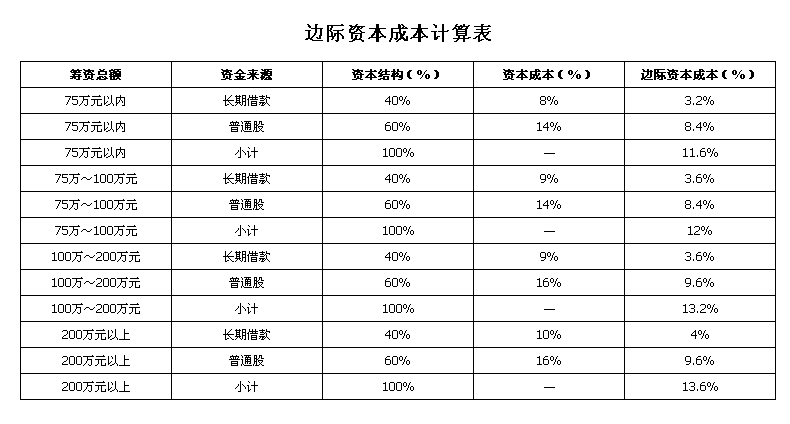 边际资本成本计算表
筹资总额 资金来源 资本结构（%） 资本成本（%） 边际资本成本（%）
75万元以内 长期借款 40% 8% 3.2%
75万元以内 普通股 60% 14% 8.4%
75万元以内 小计 100% — 11.6%
75万～100万元 长期借款 40% 9% 3.6%
75万～100万元 普通股 60% 14% 8.4%
75万～100万元 小计 100% — 12%
100万～200万元 长期借款 40% 9% 3.6%
100万～200万元 普通股 60% 16% 9.6%
100万～200万元 小计 100% — 13.2%
200万元以上 长期借款 40% 10% 4%
200万元以上 普通股 60% 16% 9.6%
200万元以上 小计 100% — 13.6%